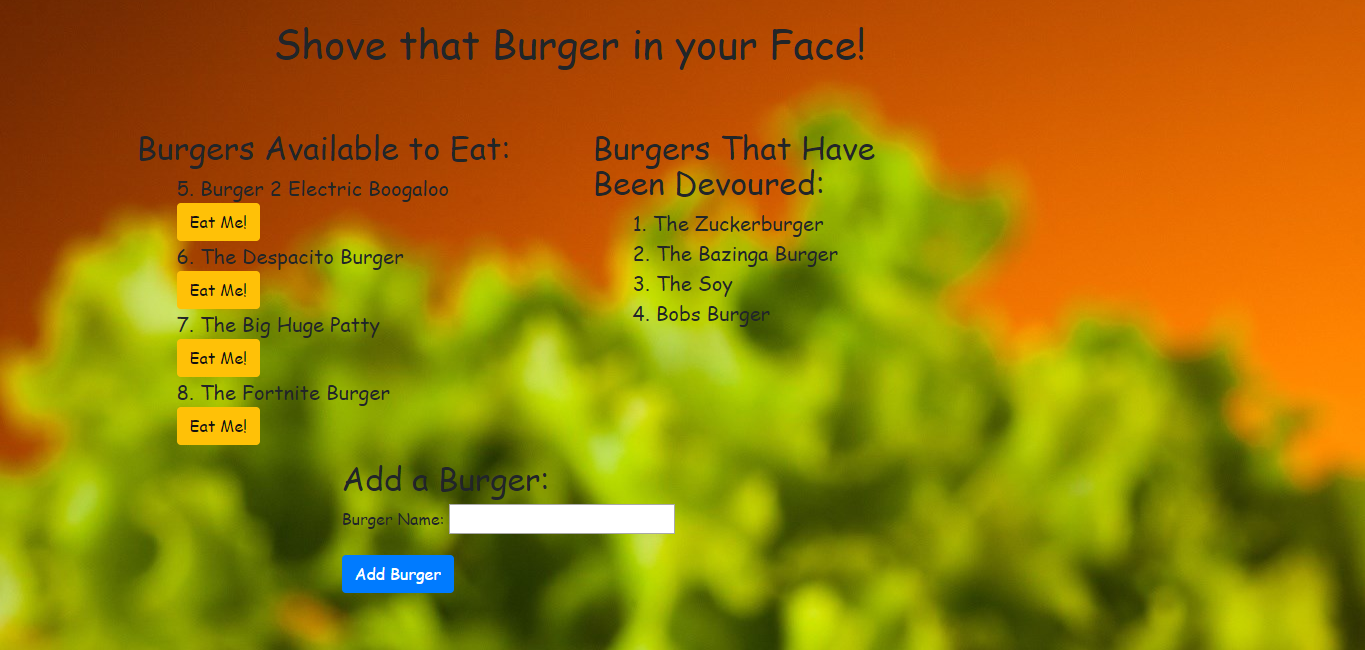 Shove that Burger in your Face!
Burgers Available to Eat:
5. Burger 2 Electric Boogaloo
Eat Me!
6. The Despacito Burger
Eat Me!
7. The Big Huge Patty
Eat Me!
8. The Fortnite Burger
Eat Me!
Burgers That Have
Been Devoured:
1. The Zuckerburger
2. The Bazinga Burger
3. The Soy
4. Bobs Burger
Add a Burger:
Burger Name:
Add Burger